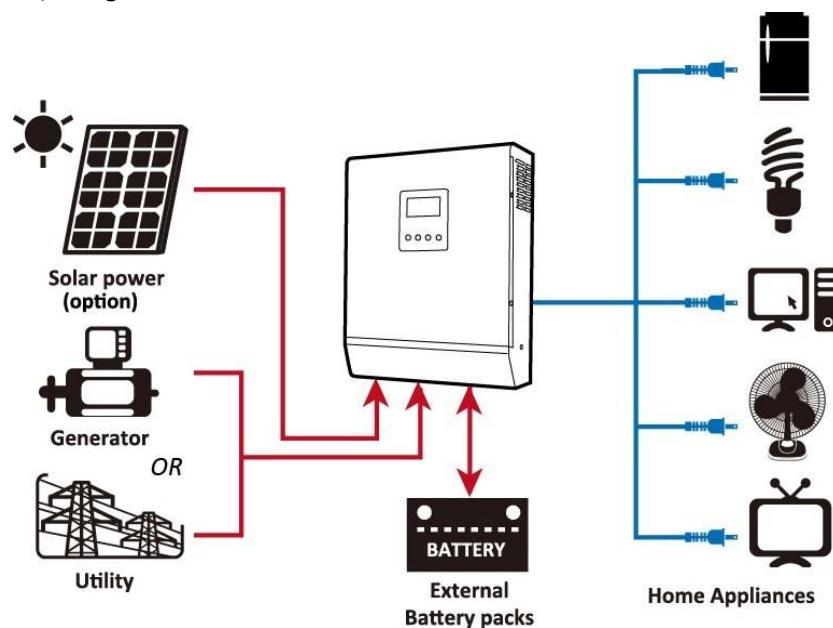 Solar power
(option)
Generator
OR
Utility
BATTERY
External
Battery packs
Home Appliances